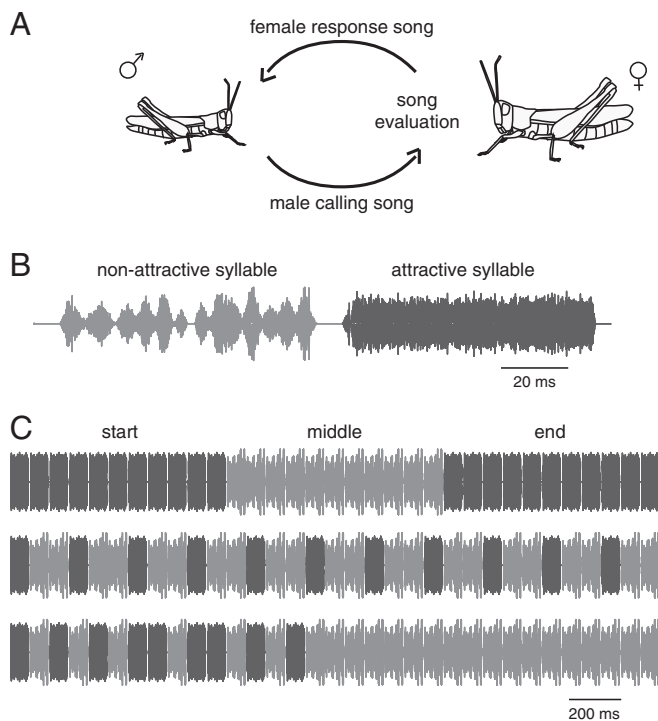 A
female response song
♂
♀
song
evaluation
male calling song
B
non-attractive syllable
attractive syllable
20 ms
C
start
middle
end
200 ms